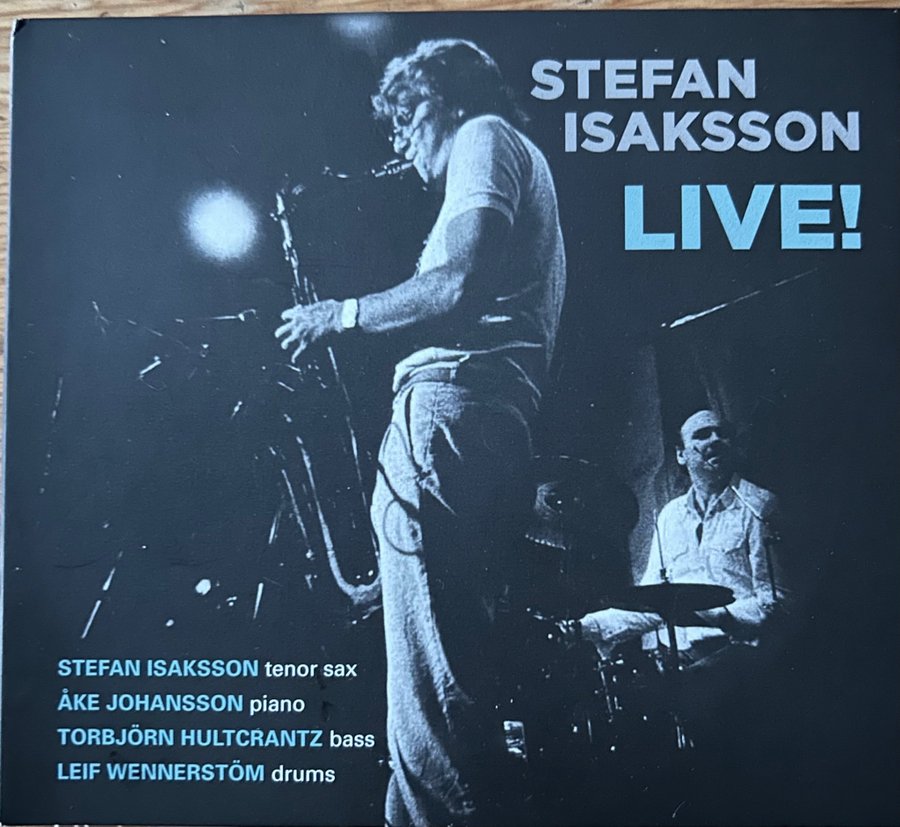 STEFAN
ISAKSSON
LIVE!
STEFAN ISAKSSON tenor sax
ÅKE JOHANSSON piano
TORBJÖRN HULTCRANTZ bass
LEIF WENNERSTÖM drums